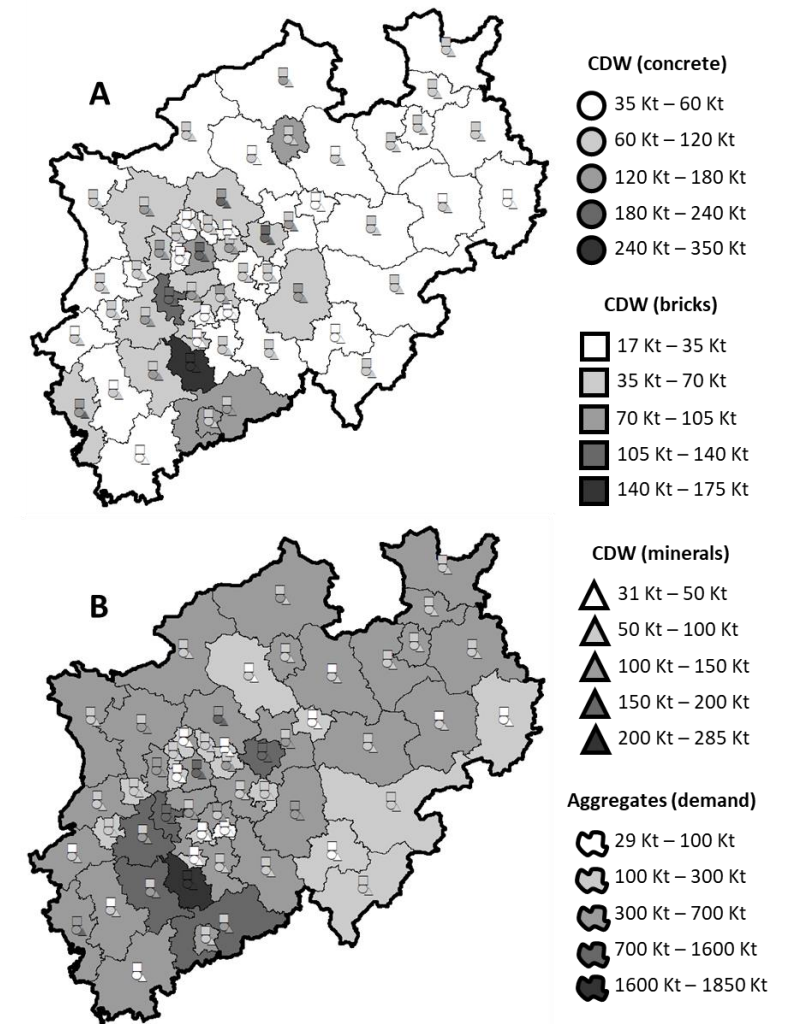 A
CDW (concrete)
35 Kt – 60 Kt
60 Kt – 120 Kt
120 Kt – 180 Kt
180 Kt – 240 Kt
240 Kt – 350 Kt
CDW (bricks)
17 Kt – 35 Kt
35 Kt – 70 Kt
70 Kt – 105 Kt
105 Kt – 140 Kt
140 Kt – 175 Kt
B
CDW (minerals)
31 Kt – 50 Kt
50 Kt – 100 Kt
100 Kt – 150 Kt
150 Kt – 200 Kt
200 Kt – 285 Kt
Aggregates (demand)
29 Kt – 100 Kt
100 Kt – 300 Kt
300 Kt – 700 Kt
700 Kt – 1600 Kt
1600 Kt – 1850 Kt